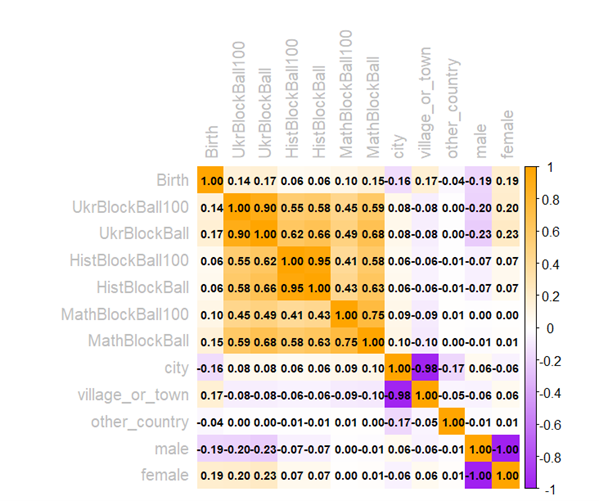 Birth UkrBlockBall100 UkrBlockBall HistBlockBall100 HistBlockBall MathBlockBall100 MathBlockBall city village_or_town other_country male female
Birth 1.00 0.14 0.17 0.06 0.06 0.10 0.15 -0.16 0.17 -0.04 -0.19 0.19
UkrBlockBall100 0.14 1.00 0.90 0.55 0.58 0.45 0.59 0.08 -0.08 0.00 -0.20 0.20
UkrBlockBall 0.17 0.90 1.00 0.62 0.66 0.49 0.68 0.08 -0.08 0.00 -0.23 0.23
HistBlockBall100 0.06 0.55 0.62 1.00 0.95 0.41 0.58 0.06 -0.06 -0.01 -0.07 0.07
HistBlockBall 0.06 0.58 0.66 0.95 1.00 0.43 0.63 0.06 -0.06 -0.01 -0.07 0.07
MathBlockBall100 0.10 0.45 0.49 0.41 0.43 1.00 0.75 0.09 -0.09 0.01 0.00 0.00
MathBlockBall 0.15 0.59 0.68 0.58 0.63 0.75 1.00 0.10 -0.10 0.00 -0.01 0.01
city -0.16 0.08 0.08 0.06 0.06 0.09 0.10 1.00 -0.98 -0.17 0.06 -0.06
village_or_town 0.17 -0.08 -0.08 -0.06 -0.06 -0.09 -0.10 -0.98 1.00 -0.05 -0.06 0.06
other_country -0.04 0.00 0.00 -0.01 -0.01 0.01 0.00 -0.17 -0.05 1.00 -0.01 0.01
male -0.19 -0.20 -0.23 -0.07 -0.07 0.00 -0.01 0.06 -0.06 -0.01 1.00 -1.00
female 0.19 0.20 0.23 0.07 0.07 0.00 0.01 -0.06 0.06 0.01 -1.00 1.00
1
0.8
0.6
0.4
0.2
0
-0.2
-0.4
-0.6
-0.8
-1